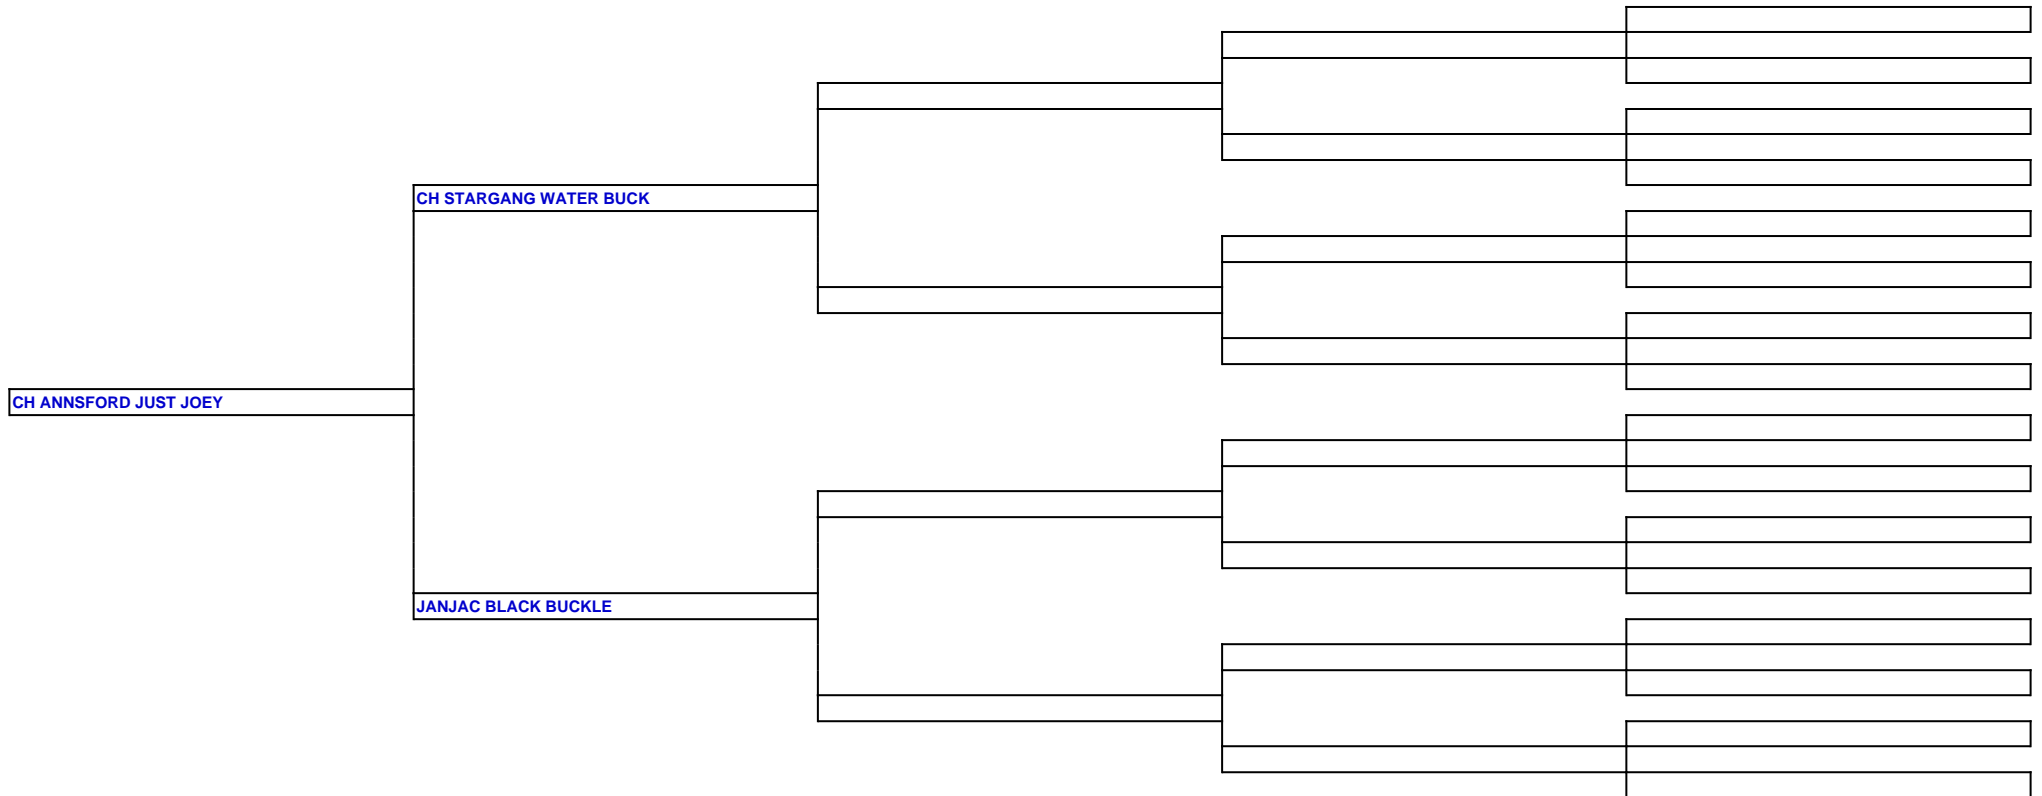 CH STARGANG WATER BUCK
CH ANNSFORD JUST JOEY
JANJAC BLACK BUCKLE